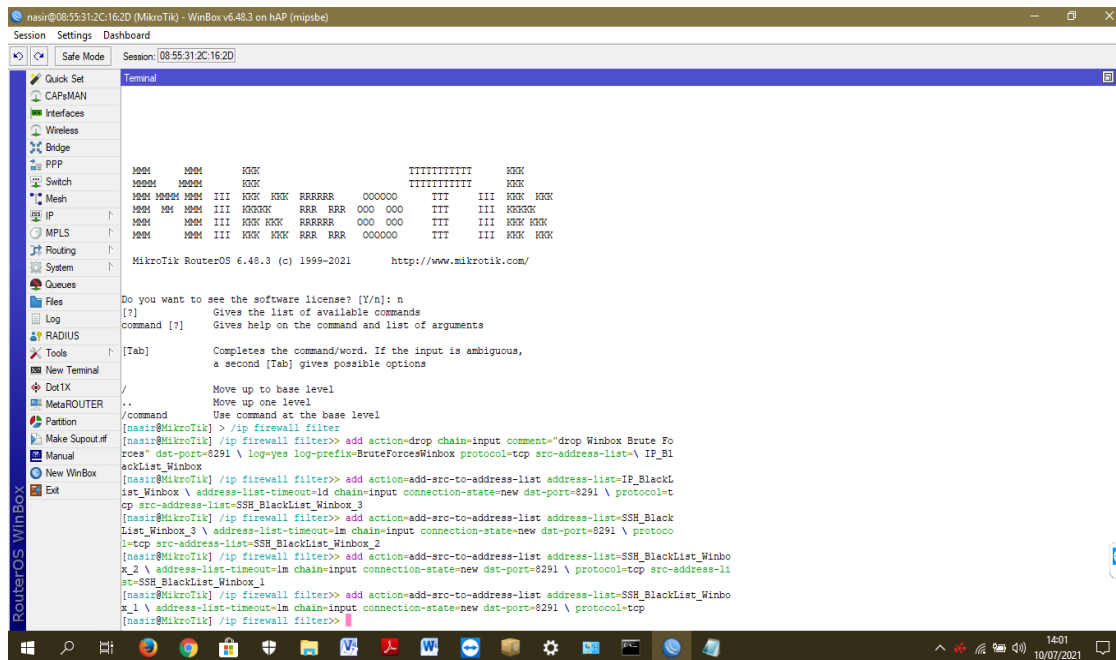 nasir@08:55:31:2C:16:2D (MikroTik) - WinBox v6.48.3 on hAP (mipsbe)
Session Settings Dashboard
Safe Mode Session: 08:55:31:2C:16:2D
Quick Set
CAPsMAN
Interfaces
Wireless
Bridge
PPP
Switch
Mesh
IP
MPLS
Routing
System
Queues
Files
Log
RADIUS
Tools
New Terminal
Dot1X
MetaROUTER
Partition
Make Supout.rif
Manual
New WinBox
Exit
RouterOS WinBox
Terminal
MMM MMM KKK TTTTTTTTTTT KKK
MMMM MMMM KKK TTTTTTTTTTT KKK
MMM MMMM MMM III KKK KKK RRRRRR OOOOOO TTT III KKK KKK
MMM MM MMM III KKKKK RRR RRR OOO OOO TTT III KKKKK
MMM MMM III KKK KKK RRRRRR OOO OOO TTT III KKK KKK
MMM MMM III KKK KKK RRR RRR OOOOOO TTT III KKK KKK
MikroTik RouterOS 6.48.3 (c) 1999-2021 http://www.mikrotik.com/
Do you want to see the software license? [Y/n]: n
[?] Gives the list of available commands
command [?] Gives help on the command and list of arguments
[Tab] Completes the command/word. If the input is ambiguous,
a second [Tab] gives possible options
/ Move up to base level
.. Move up one level
/command Use command at the base level
[nasir@MikroTik] > /ip firewall filter
[nasir@MikroTik] /ip firewall filter>> add action=drop chain=input comment="drop Winbox Brute Fo
rces" dst-port=8291 \ log=yes log-prefix=BruteForcesWinbox protocol=tcp src-address-list=\ IP_Bl
ackList_Winbox
[nasir@MikroTik] /ip firewall filter>> add action=add-src-to-address-list address-list=IP_BlackL
ist_Winbox \ address-list-timeout=1d chain=input connection-state=new dst-port=8291 \ protocol=t
cp src-address-list=SSH_BlackList_Winbox_3
[nasir@MikroTik] /ip firewall filter>> add action=add-src-to-address-list address-list=SSH_Black
List_Winbox_3 \ address-list-timeout=1m chain=input connection-state=new dst-port=8291 \ protoco
l=tcp src-address-list=SSH_BlackList_Winbox_2
[nasir@MikroTik] /ip firewall filter>> add action=add-src-to-address-list address-list=SSH_BlackList_Winbo
x_2 \ address-list-timeout=1m chain=input connection-state=new dst-port=8291 \ protocol=tcp src-address-li
st=SSH_BlackList_Winbox_1
[nasir@MikroTik] /ip firewall filter>> add action=add-src-to-address-list address-list=SSH_BlackList_Winbo
x_1 \ address-list-timeout=1m chain=input connection-state=new dst-port=8291 \ protocol=tcp
[nasir@MikroTik] /ip firewall filter>>
14:01
10/07/2021